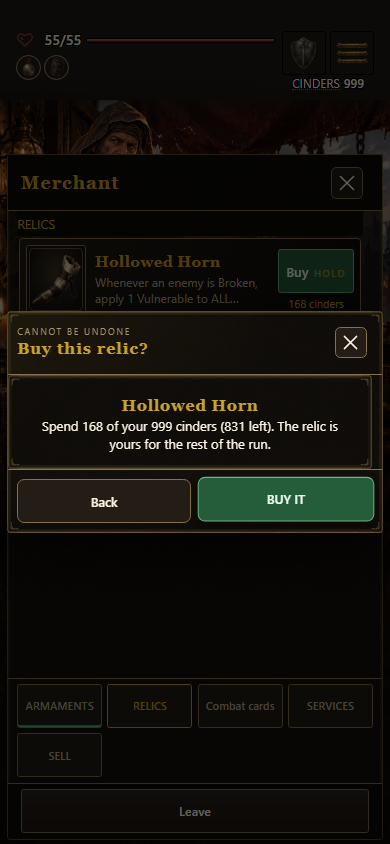 55/55
CINDERS 999
Merchant
RELICS
Hollowed Horn
Whenever an enemy is Broken,
apply 1 Vulnerable to ALL...
Buy HOLD
168 cinders
CANNOT BE UNDONE
Buy this relic?
Hollowed Horn
Spend 168 of your 999 cinders (831 left). The relic is
yours for the rest of the run.
Back
BUY IT
ARMAMENTS
RELICS
Combat cards
SERVICES
SELL
Leave